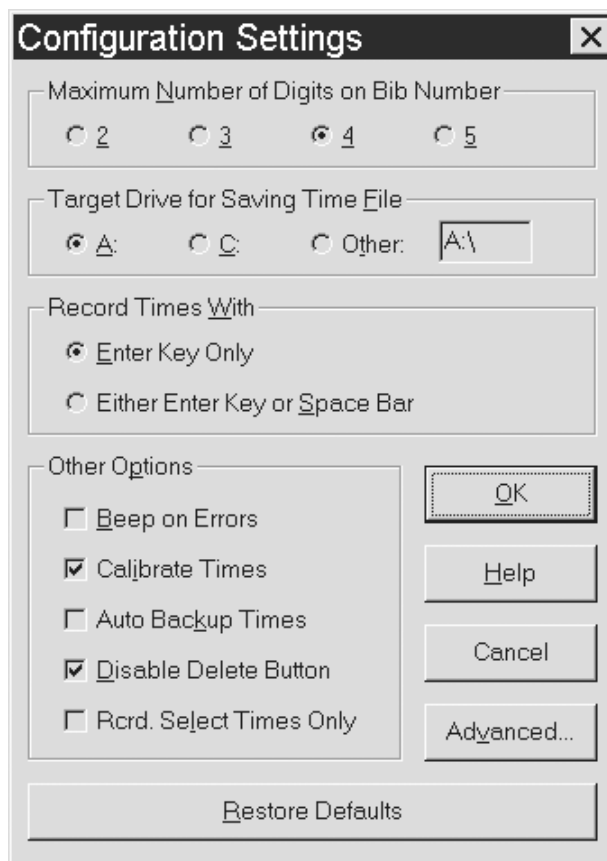 Configuration Settings
Maximum Number of Digits on Bib Number
2 3 4 5
Target Drive for Saving Time File
A: C: Other: A:\
Record Times With
Enter Key Only
Either Enter Key or Space Bar
Other Options
Beep on Errors
Calibrate Times
Auto Backup Times
Disable Delete Button
Rcrd. Select Times Only
OK
Help
Cancel
Advanced...
Restore Defaults